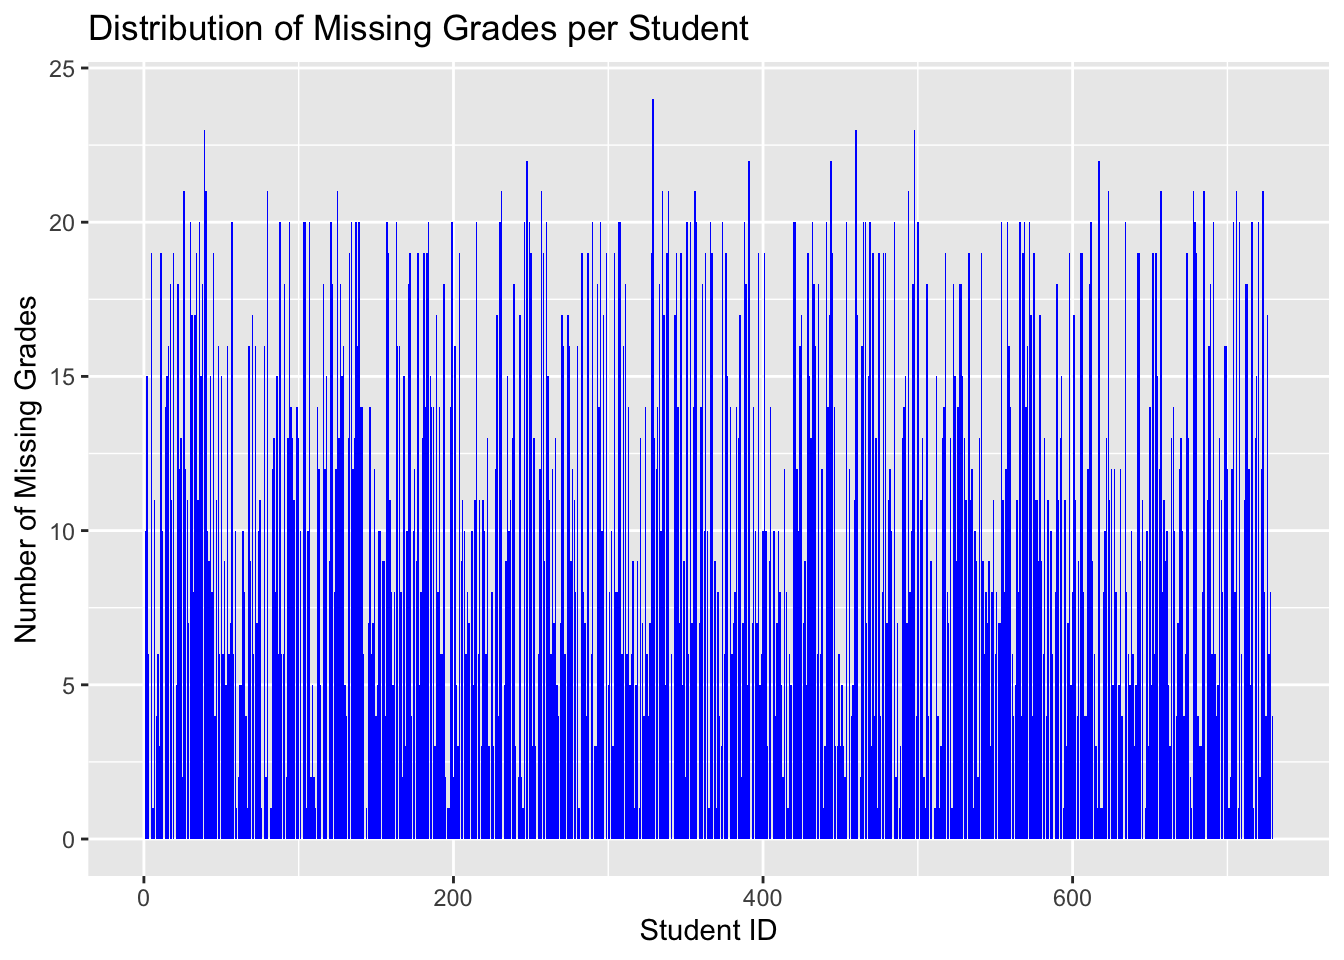 Distribution of Missing Grades per Student
Number of Missing Grades
25
20
15
10
5
0
0 200 400 600
Student ID